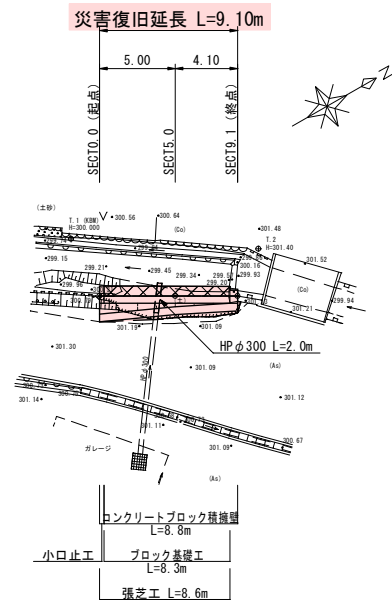 災害復旧延長 L=9.10m
5.00 4.10
SECT0.0 (起点)
SECT5.0
SECT9.1 (終点)
(土砂)
T.1 (KBM)
H=300.000
300.56
300.64
(Co)
301.48
T.2
H=301.40
299.15
299.21
299.45
299.34
300.16
299.93
299.20
301.52
(Co)
301.21
299.94
299.96
301.19
301.09
HPφ300 L=2.0m
301.30
HPφ300
301.09
(As)
301.14
301.12
301.11
301.09
300.67
ガレージ
(As)
コンクリートブロック積擁壁
L=8.8m
小口止工
ブロック基礎工
L=8.3m
張芝工 L=8.6m